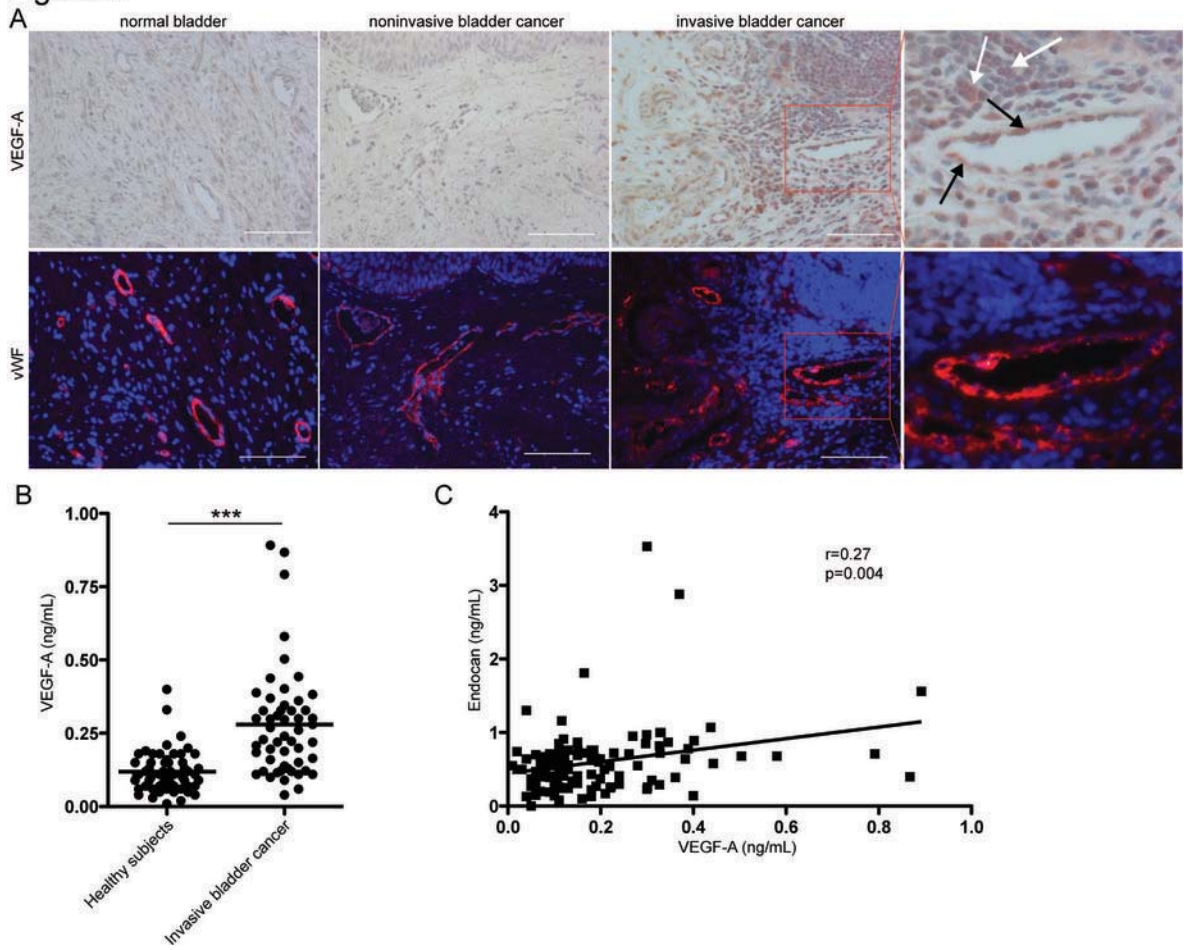 A
normal bladder
noninvasive bladder cancer
invasive bladder cancer
VEGF-A
vWF
B
***
1.00
0.75
0.50
0.25
0.00
VEGF-A (ng/mL)
Healthy subjects
Invasive bladder cancer
C
r=0.27
p=0.004
4
3
2
1
0
Endocan (ng/mL)
0.0 0.2 0.4 0.6 0.8 1.0
VEGF-A (ng/mL)